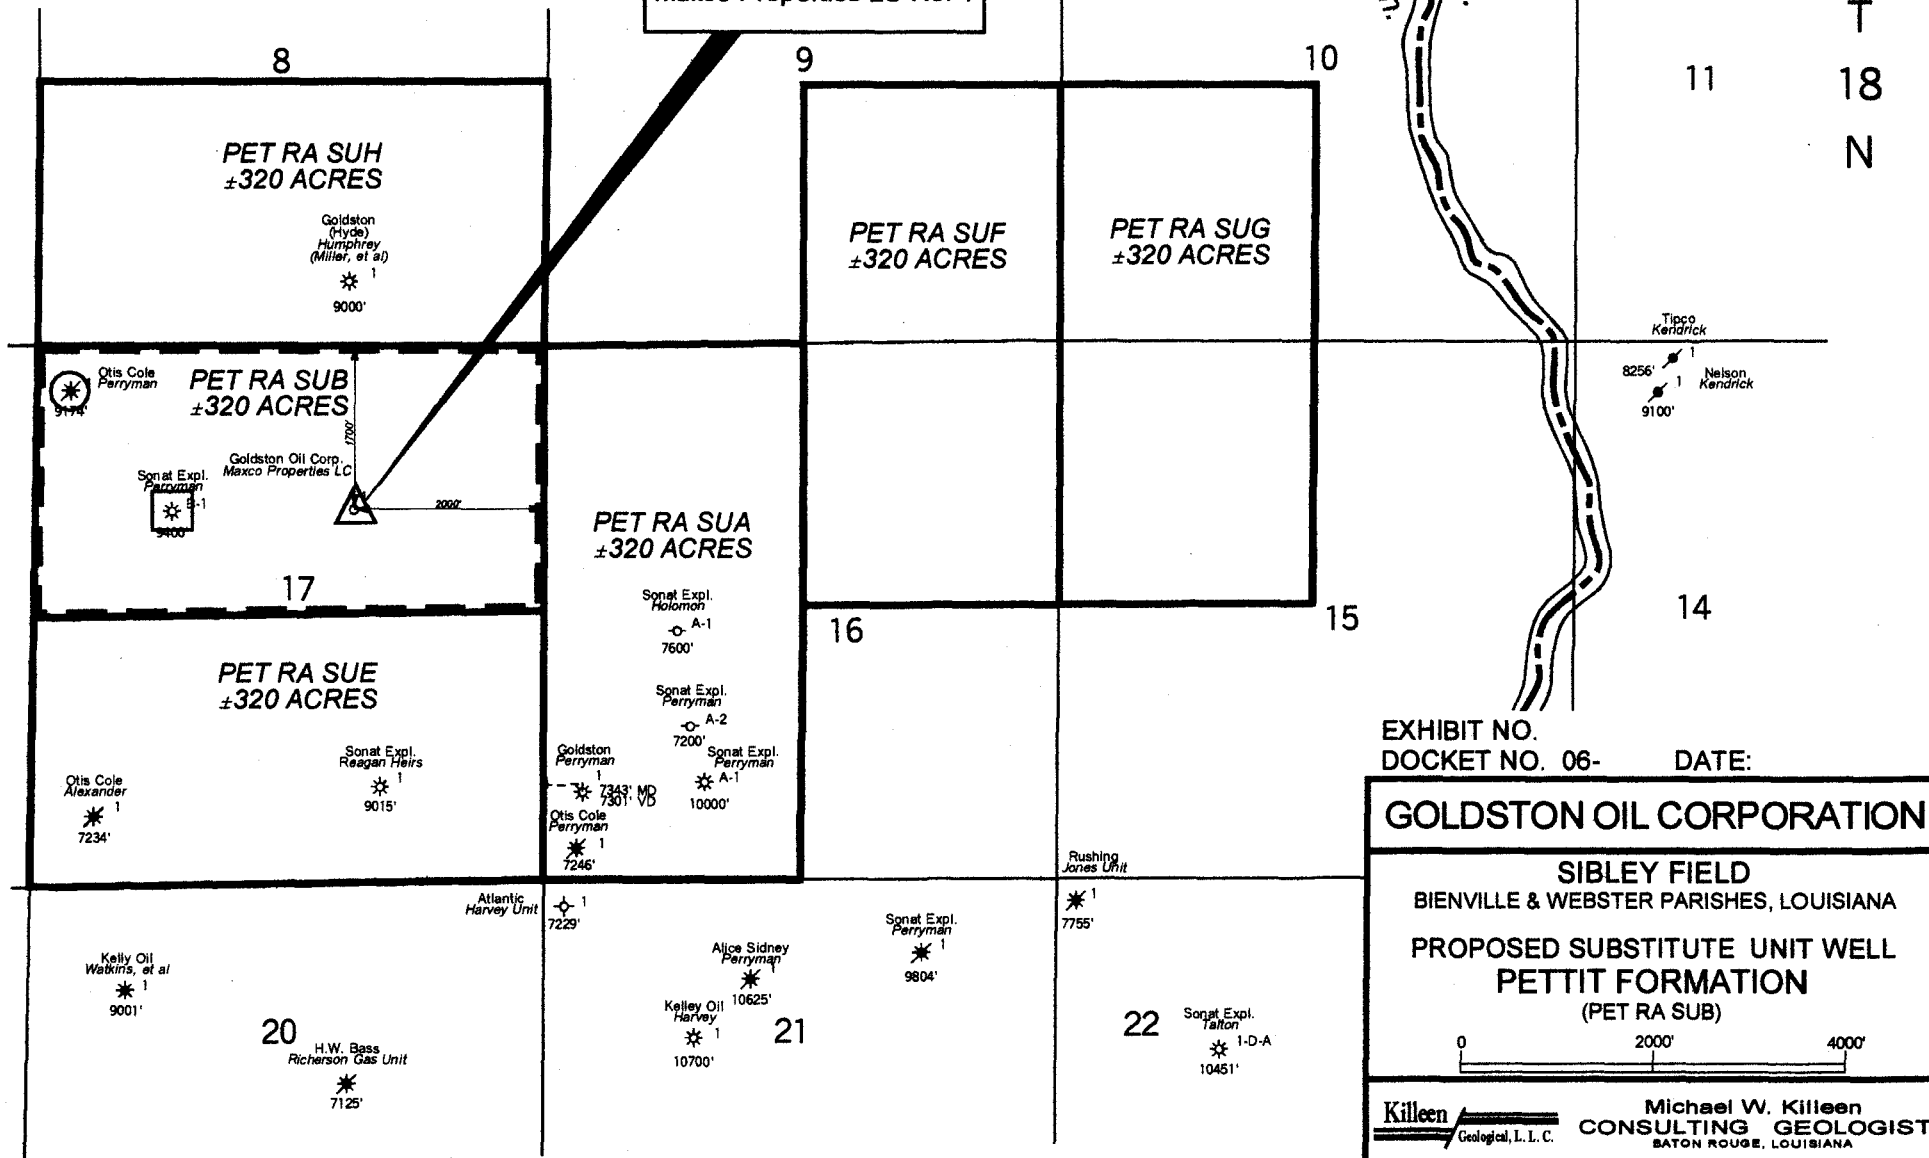 8
9
10
11
T
18
N
PET RA SUH
±320 ACRES
Goldston
(Hyde)
Humphrey
(Miller, et al)
1
9000'
PET RA SUF
±320 ACRES
PET RA SUG
±320 ACRES
Tipco
Kendrick
1
8256'
Nelson
Kendrick
1
9100'
Otis Cole
Perryman
9174'
PET RA SUB
±320 ACRES
1700'
Goldston Oil Corp.
Maxco Properties LC
Sonat Expl.
Perryman
B-1
9400'
2000'
17
PET RA SUA
±320 ACRES
Sonat Expl.
Holomon
A-1
7600'
16
15
14
PET RA SUE
±320 ACRES
Sonat Expl.
Perryman
A-2
7200'
Sonat Expl.
Perryman
A-1
10000'
Goldston
Perryman
1
7343' MD
7301' VD
Otis Cole
Perryman
1
7246'
Sonat Expl.
Reagan Heirs
1
9015'
Otis Cole
Alexander
1
7234'
Atlantic
Harvey Unit
1
7229'
Rushing
Jones Unit
1
7755'
Sonat Expl.
Perryman
1
9804'
Alice Sidney
Perryman
1
10625'
Kelley Oil
Harvey
1
10700'
21
22
Sonat Expl.
Talton
1-D-A
10451'
Kelly Oil
Watkins, et al
1
9001'
20
H.W. Bass
Richerson Gas Unit
7125'
EXHIBIT NO.
DOCKET NO. 06- DATE:
GOLDSTON OIL CORPORATION
SIBLEY FIELD
BIENVILLE & WEBSTER PARISHES, LOUISIANA
PROPOSED SUBSTITUTE UNIT WELL
PETTIT FORMATION
(PET RA SUB)
0 2000' 4000'
Killeen
Geological, L.L.C.
Michael W. Killeen
CONSULTING GEOLOGIST
BATON ROUGE, LOUISIANA